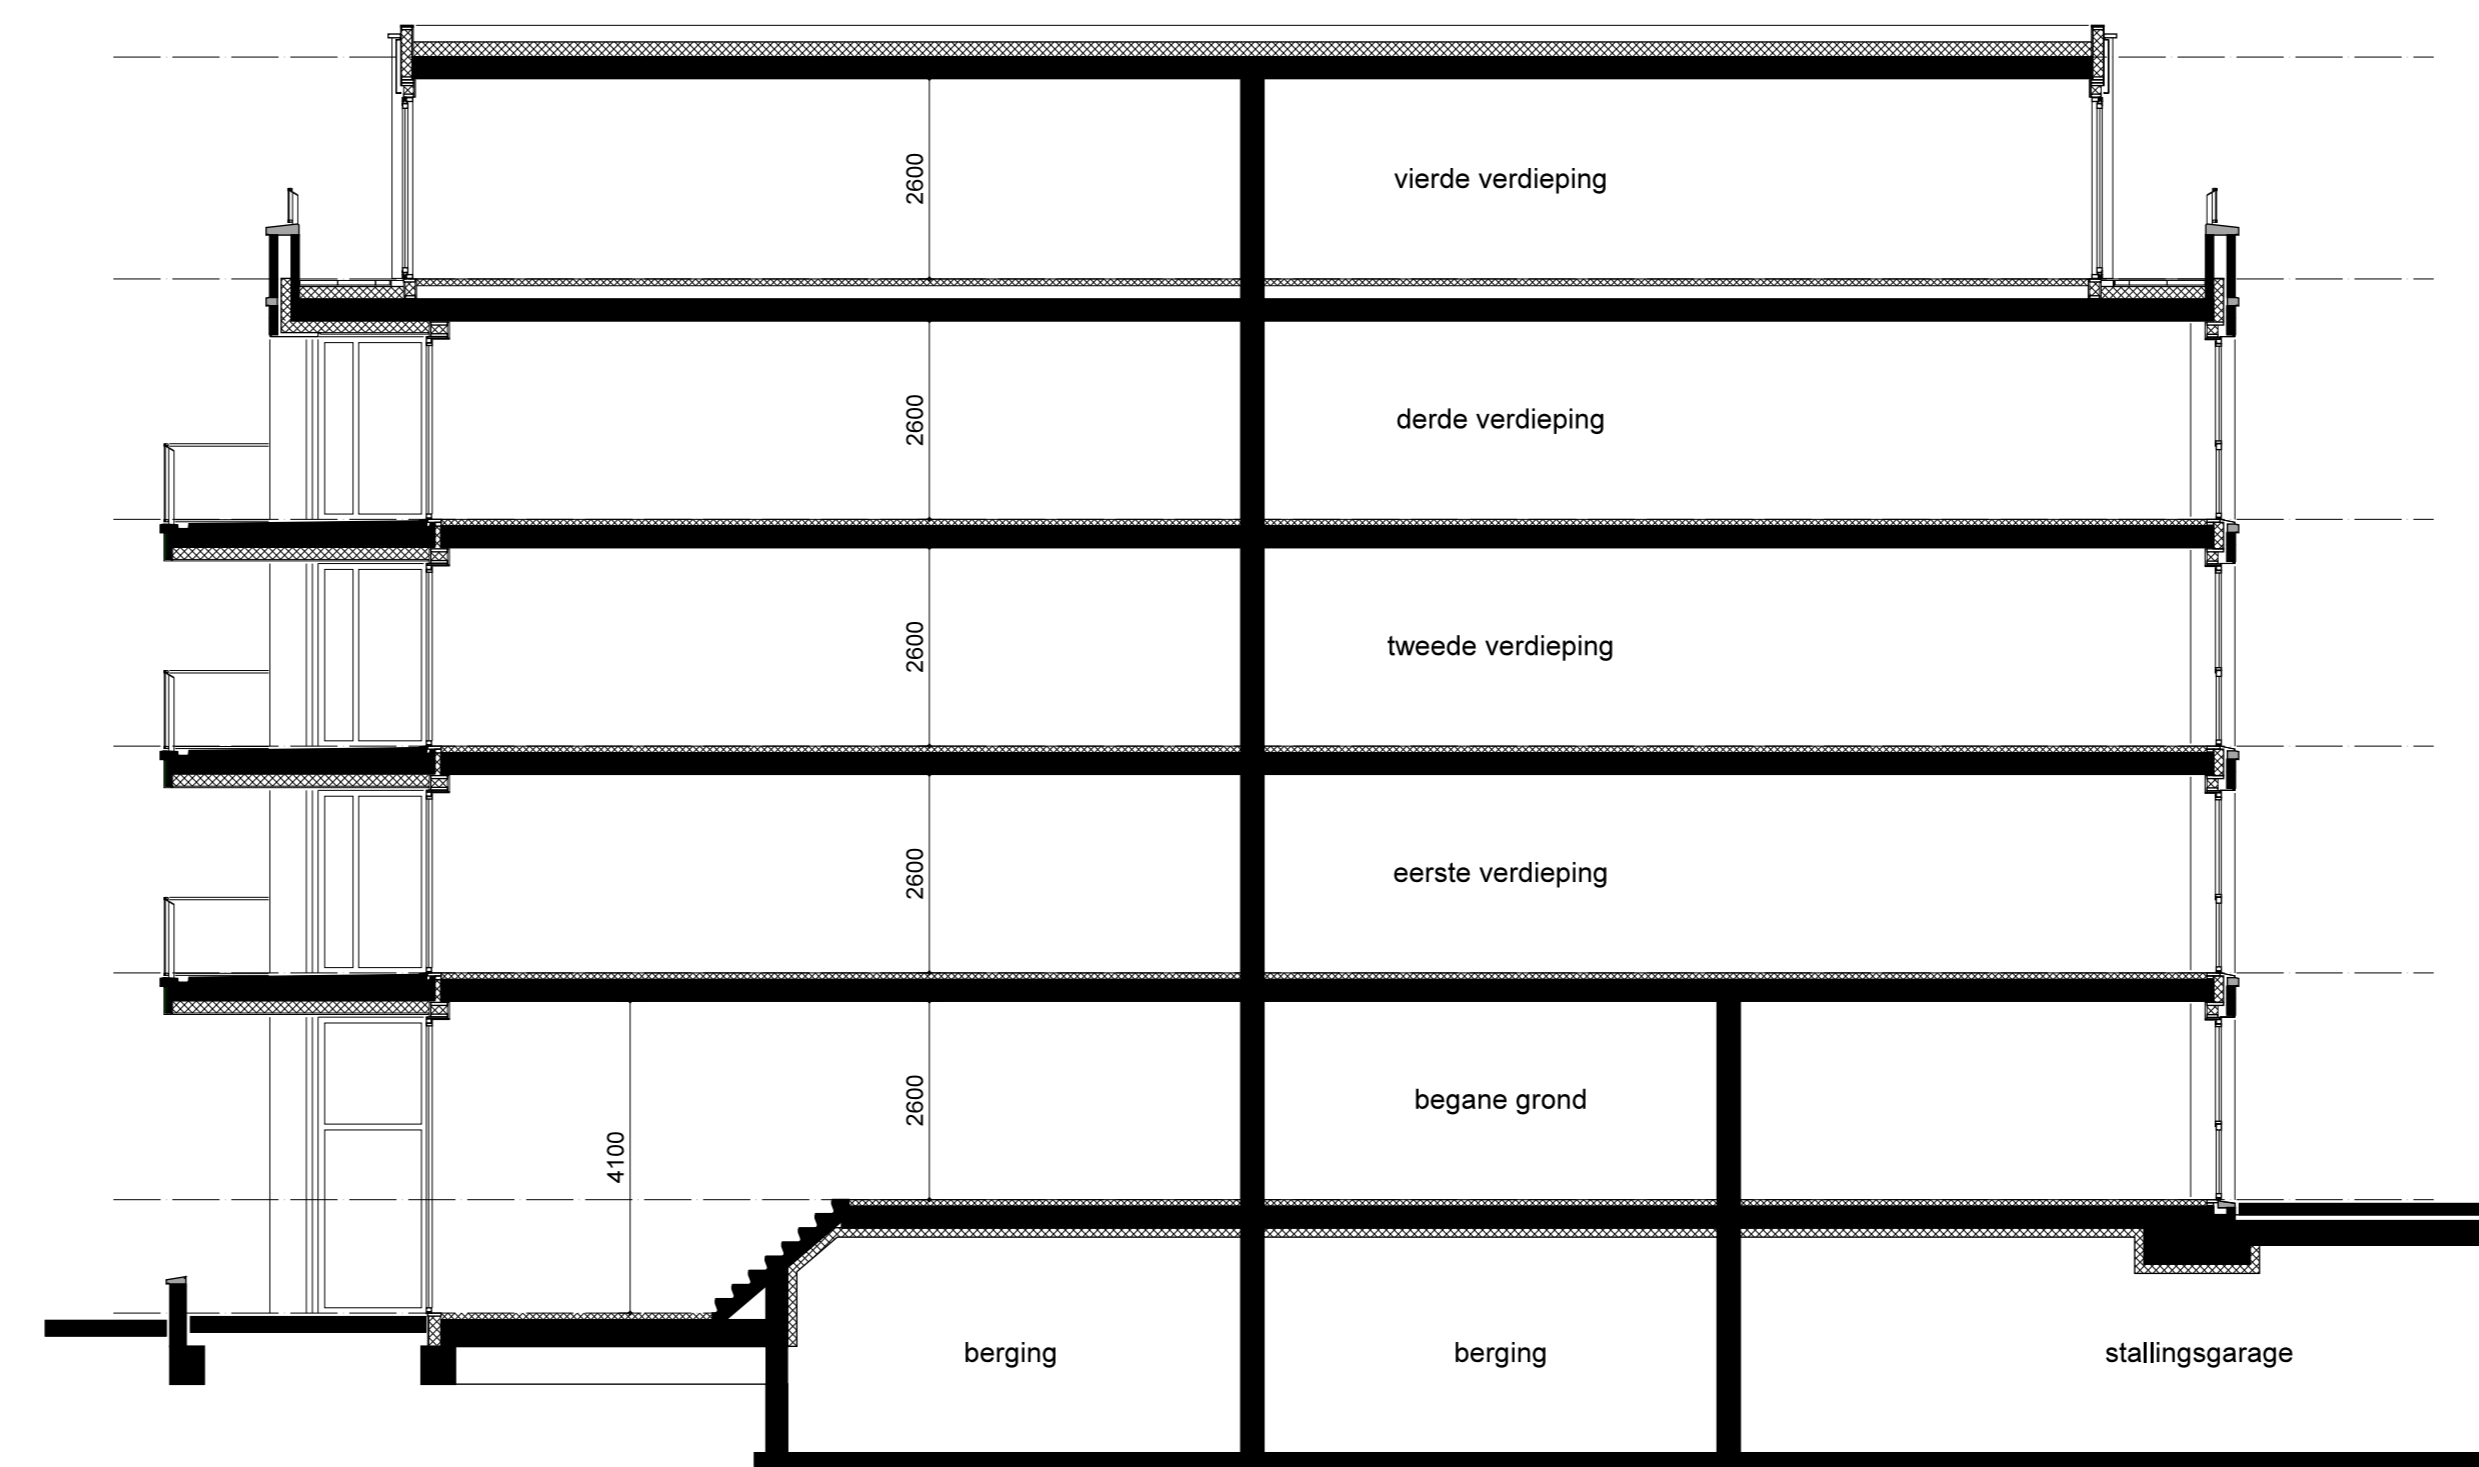 2600
vierde verdieping
2600
derde verdieping
2600
tweede verdieping
2600
eerste verdieping
2600
begane grond
4100
berging
berging
stallingsgarage